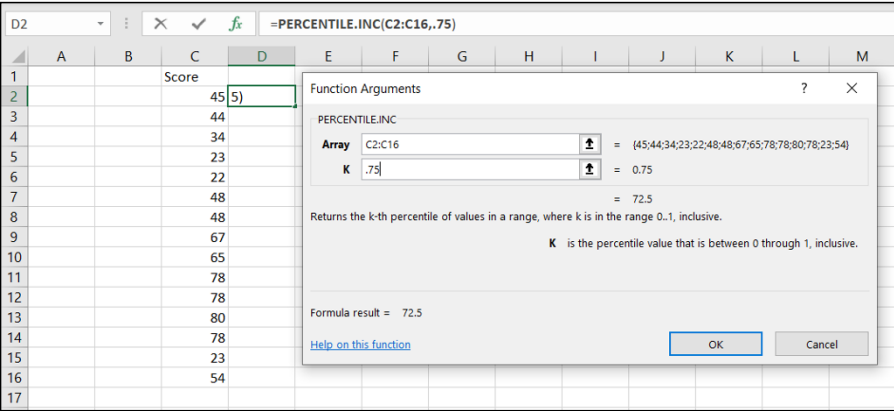 D2 fx =PERCENTILE.INC(C2:C16,.75)
A B C D E F G H I J K L M
1 Score
2 45 5)
3 44
4 34
5 23
6 22
7 48
8 48
9 67
10 65
11 78
12 78
13 80
14 78
15 23
16 54
17
Function Arguments ? ×
PERCENTILE.INC
Array C2:C16 = {45;44;34;23;22;48;48;67;65;78;78;80;78;23;54}
K .75 = 0.75
= 72.5
Returns the k-th percentile of values in a range, where k is in the range 0..1, inclusive.
K is the percentile value that is between 0 through 1, inclusive.
Formula result = 72.5
Help on this function OK Cancel